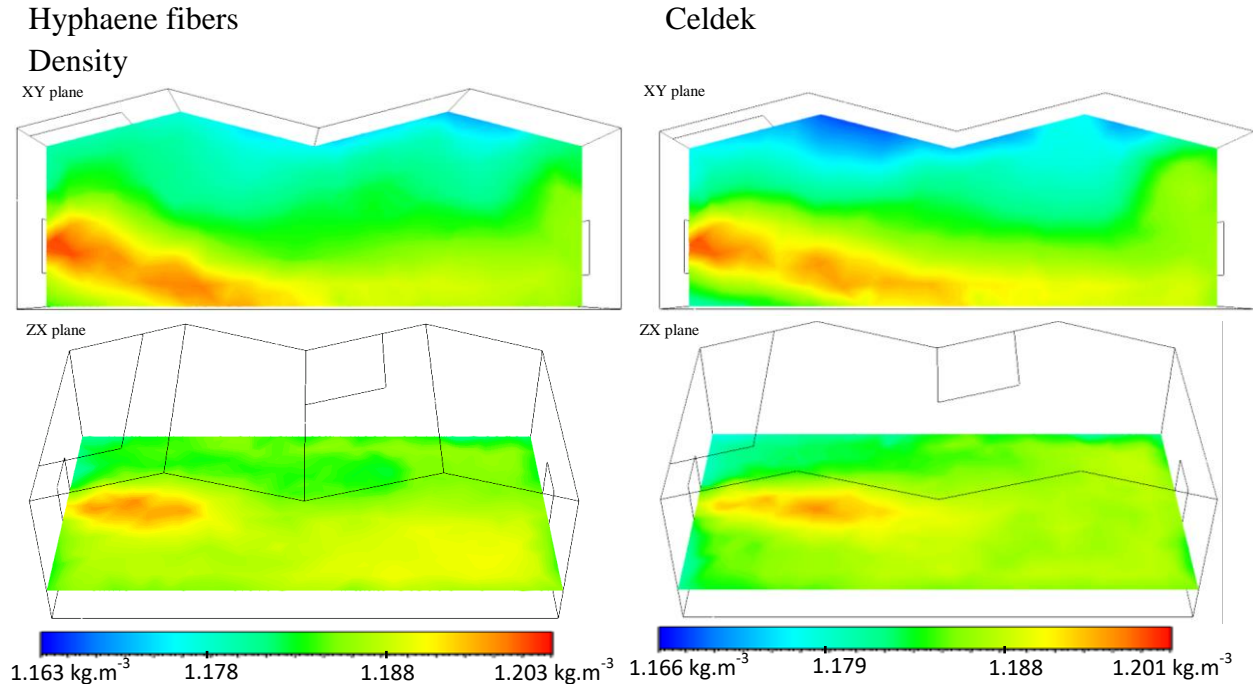 Hyphaene fibers
Celdek
Density
XY plane
XY plane
ZX plane
ZX plane
1.163 kg.m-3 1.178 1.188 1.203 kg.m-3
1.166 kg.m-3 1.179 1.188 1.201 kg.m-3